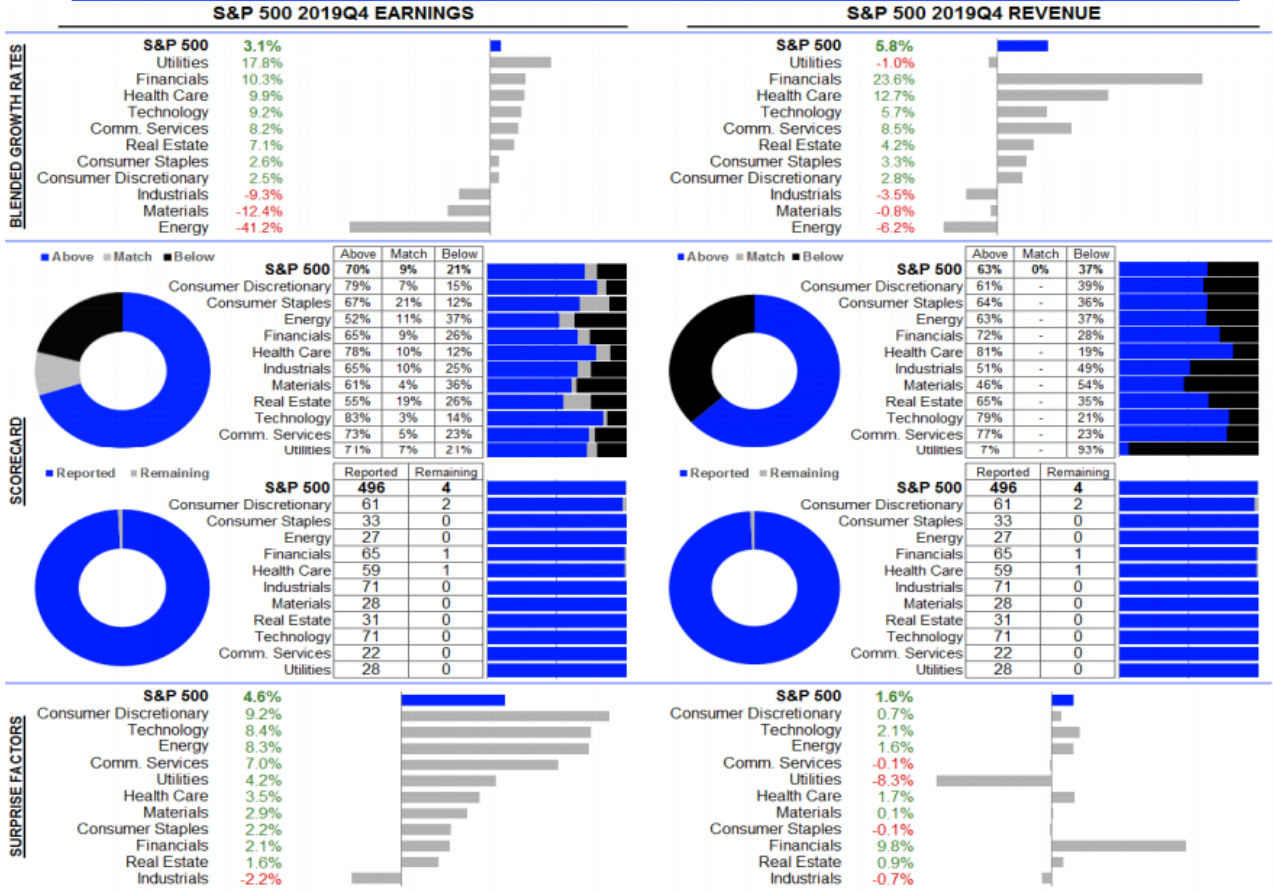 S&P 500 2019Q4 EARNINGS S&P 500 2019Q4 REVENUE
BLENDED GROWTH RATES
S&P 500 3.1% S&P 500 5.8%
Utilities 17.8% Utilities -1.0%
Financials 10.3% Financials 23.6%
Health Care 9.9% Health Care 12.7%
Technology 9.2% Technology 5.7%
Comm. Services 8.2% Comm. Services 8.5%
Real Estate 7.1% Real Estate 4.2%
Consumer Staples 2.6% Consumer Staples 3.3%
Consumer Discretionary 2.5% Consumer Discretionary 2.8%
Industrials -9.3% Industrials -3.5%
Materials -12.4% Materials -0.8%
Energy -41.2% Energy -6.2%
SCORECARD
Above Match Below Above Match Below Above Match Below Above Match Below
S&P 500 70% 9% 21% S&P 500 63% 0% 37%
Consumer Discretionary 79% 7% 15% Consumer Discretionary 61% - 39%
Consumer Staples 67% 21% 12% Consumer Staples 64% - 36%
Energy 52% 11% 37% Energy 63% - 37%
Financials 65% 9% 26% Financials 72% - 28%
Health Care 78% 10% 12% Health Care 81% - 19%
Industrials 65% 10% 25% Industrials 51% - 49%
Materials 61% 4% 36% Materials 46% - 54%
Real Estate 55% 19% 26% Real Estate 65% - 35%
Technology 83% 3% 14% Technology 79% - 21%
Comm. Services 73% 5% 23% Comm. Services 77% - 23%
Utilities 71% 7% 21% Utilities 7% - 93%
Reported Remaining Reported Remaining Reported Remaining Reported Remaining
S&P 500 496 4 S&P 500 496 4
Consumer Discretionary 61 2 Consumer Discretionary 61 2
Consumer Staples 33 0 Consumer Staples 33 0
Energy 27 0 Energy 27 0
Financials 65 1 Financials 65 1
Health Care 59 1 Health Care 59 1
Industrials 71 0 Industrials 71 0
Materials 28 0 Materials 28 0
Real Estate 31 0 Real Estate 31 0
Technology 71 0 Technology 71 0
Comm. Services 22 0 Comm. Services 22 0
Utilities 28 0 Utilities 28 0
SURPRISE FACTORS
S&P 500 4.6% S&P 500 1.6%
Consumer Discretionary 9.2% Consumer Discretionary 0.7%
Technology 8.4% Technology 2.1%
Energy 8.3% Energy 1.6%
Comm. Services 7.0% Comm. Services -0.1%
Utilities 4.2% Utilities -8.3%
Health Care 3.5% Health Care 1.7%
Materials 2.9% Materials 0.1%
Consumer Staples 2.2% Consumer Staples -0.1%
Financials 2.1% Financials 9.8%
Real Estate 1.6% Real Estate 0.9%
Industrials -2.2% Industrials -0.7%